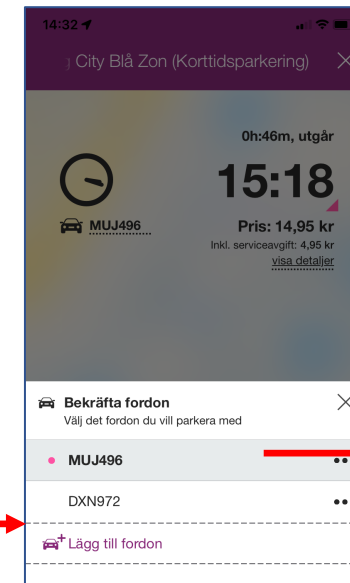 14:32
g City Blå Zon (Korttidsparkering)
0h:46m, utgår
15:18
MUJ496
Pris: 14,95 kr
Inkl. serviceavgift: 4,95 kr
visa detaljer
Bekräfta fordon
Välj det fordon du vill parkera med
MUJ496
DXN972
Lägg till fordon